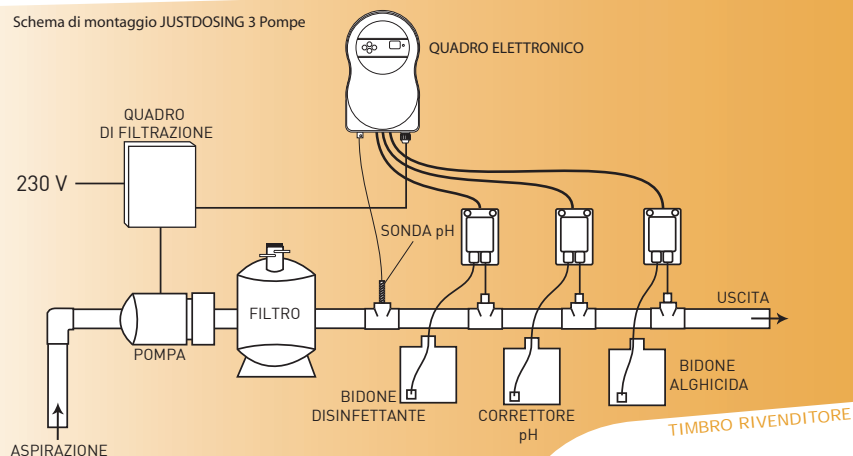 Schema di montaggio JUSTDOSING 3 Pompe
QUADRO ELETTRONICO
QUADRO
DI FILTRAZIONE
230 V
SONDA pH
FILTRO
USCITA
POMPA
BIDONE
DISINFETTANTE
CORRETTORE
pH
BIDONE
ALGHICIDA
ASPIRAZIONE
TIMBRO RIVENDITORE